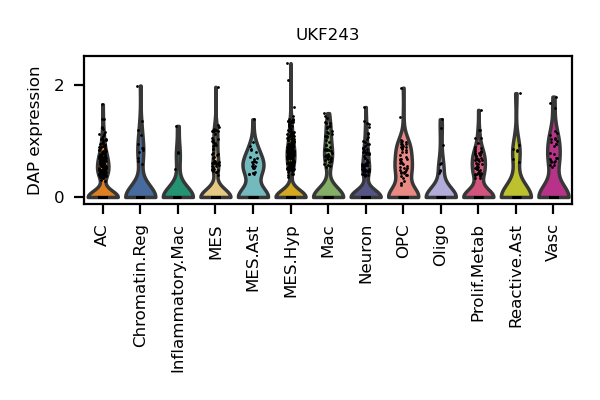 UKF243
DAP expression
2
0
AC
Chromatin.Reg
Inflammatory.Mac
MES
MES.Ast
MES.Hyp
Mac
Neuron
OPC
Oligo
Prolif.Metab
Reactive.Ast
Vasc